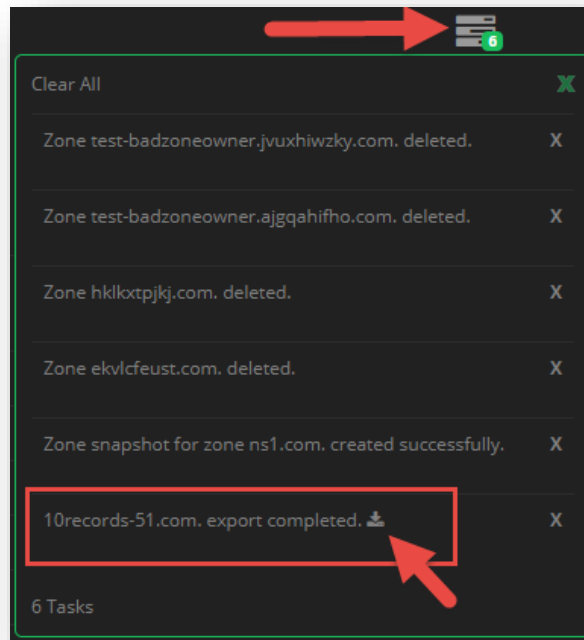 6
Clear All X
Zone test-badzoneowner.jvuxhiwzky.com. deleted. X
Zone test-badzoneowner.ajgqahifho.com. deleted. X
Zone hklkxtpjkj.com. deleted. X
Zone ekvlcfeust.com. deleted. X
Zone snapshot for zone ns1.com. created successfully. X
10records-51.com. export completed. X
6 Tasks